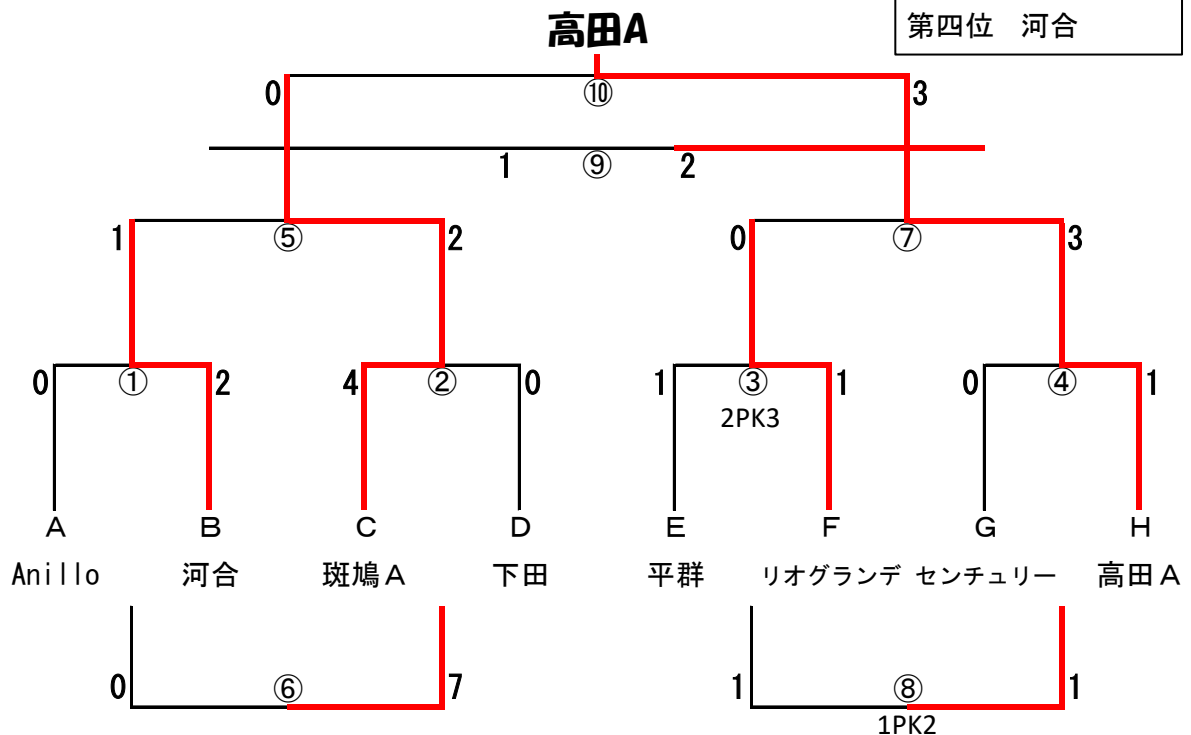 第四位 河合
高田A
0 ⑩ 3
1 ⑨ 2
1 ⑤ 2 0 ⑦ 3
0 ① 2 4 ② 0 1 ③ 1 0 ④ 1
2PK3
A B C D E F G H
Anillo 河合 斑鳩A 下田 平群 リオグランデ センチュリー 高田A
0 ⑥ 7 1 ⑧ 1
1PK2